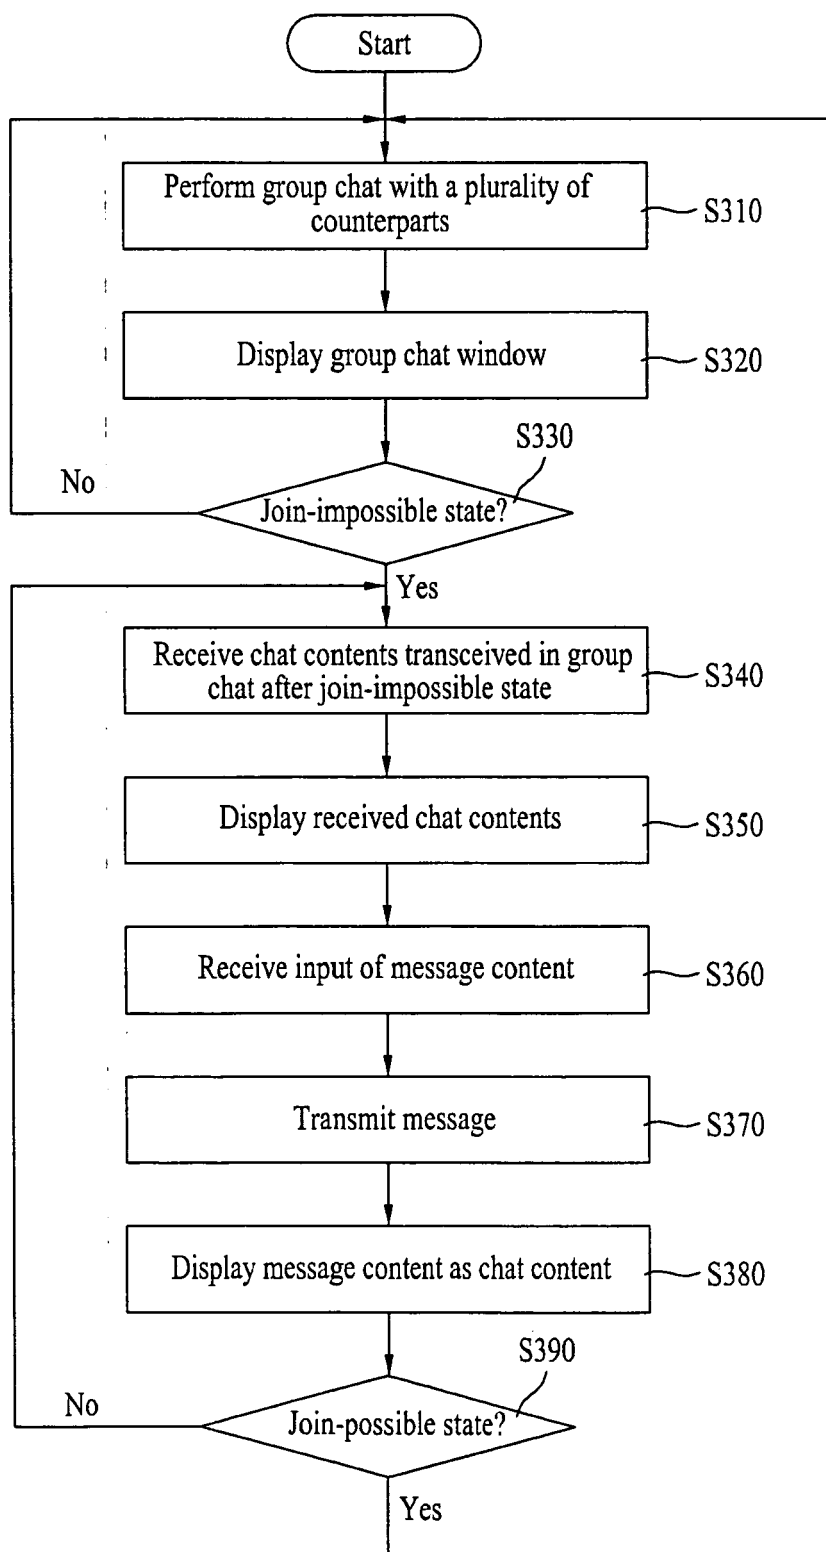 Start
Perform group chat with a plurality of
counterparts
S310
Display group chat window
S320
S330
No
Join-impossible state?
Yes
Receive chat contents transceived in group
chat after join-impossible state
S340
Display received chat contents
S350
Receive input of message content
S360
Transmit message
S370
Display message content as chat content
S380
S390
No
Join-possible state?
Yes